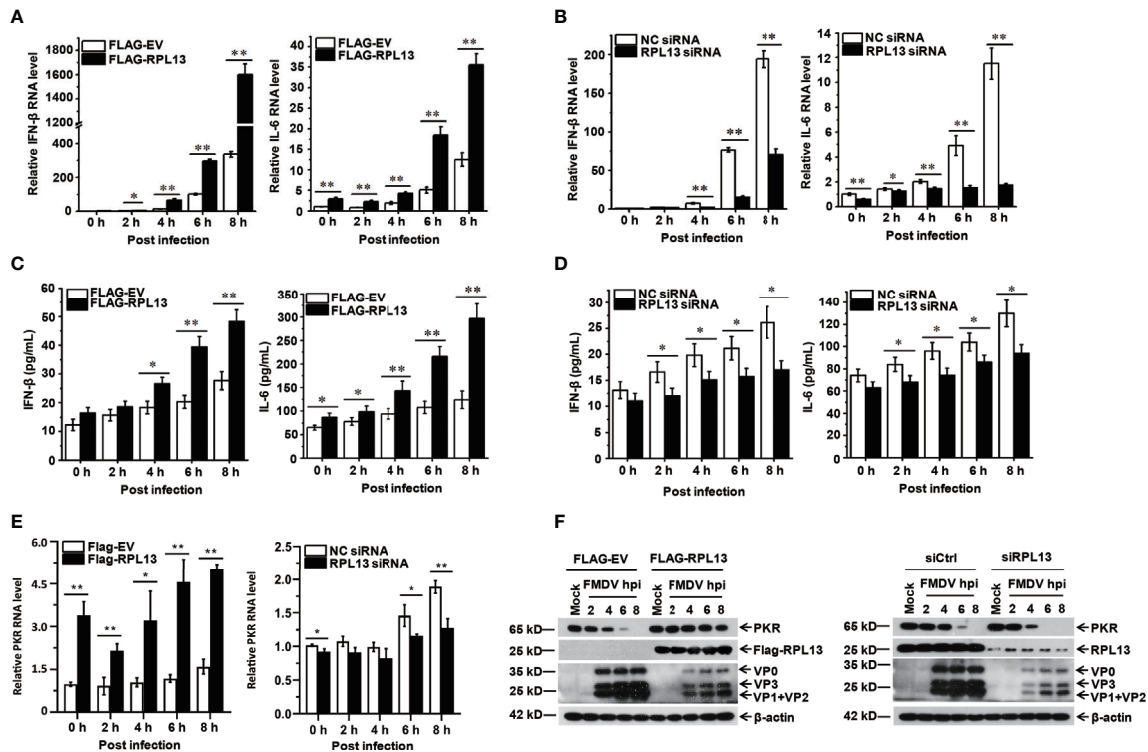 A
FLAG-EV
FLAG-RPL13
Relative IFN-β RNA level
1800
1600
1400
1200
400
300
200
100
0
*
**
**
**
0 h 2 h 4 h 6 h 8 h
Post infection
FLAG-EV
FLAG-RPL13
Relative IL-6 RNA level
40
35
30
25
20
15
10
5
0
**
**
**
**
**
0 h 2 h 4 h 6 h 8 h
Post infection
B
NC siRNA
RPL13 siRNA
Relative IFN-β RNA level
200
150
100
50
0
**
**
**
0 h 2 h 4 h 6 h 8 h
Post infection
NC siRNA
RPL13 siRNA
Relative IL-6 RNA level
14
12
10
8
6
4
2
0
**
*
**
**
**
0 h 2 h 4 h 6 h 8 h
Post infection
C
FLAG-EV
FLAG-RPL13
IFN-β (pg/mL)
60
50
40
30
20
10
0
*
**
**
0 h 2 h 4 h 6 h 8 h
Post infection
FLAG-EV
FLAG-RPL13
IL-6 (pg/mL)
350
300
250
200
150
100
50
0
*
*
**
**
**
0 h 2 h 4 h 6 h 8 h
Post infection
D
NC siRNA
RPL13 siRNA
IFN-β (pg/mL)
35
30
25
20
15
10
5
0
*
*
*
*
0 h 2 h 4 h 6 h 8 h
Post infection
NC siRNA
RPL13 siRNA
IL-6 (pg/mL)
160
140
120
100
80
60
40
20
0
*
*
*
*
0 h 2 h 4 h 6 h 8 h
Post infection
E
Flag-EV
Flag-RPL13
Relative PKR RNA level
6.0
4.5
3.0
1.5
0.0
**
**
*
**
**
0 h 2 h 4 h 6 h 8 h
Post infection
NC siRNA
RPL13 siRNA
Relative PKR RNA level
2.5
2.0
1.5
1.0
0.5
0.0
*
*
**
0 h 2 h 4 h 6 h 8 h
Post infection
F
FLAG-EV FLAG-RPL13
Mock FMDV hpi Mock FMDV hpi
2 4 6 8 2 4 6 8
65 kD PKR
25 kD Flag-RPL13
35 kD VP0
VP3
25 kD VP1+VP2
42 kD β-actin
siCtrl siRPL13
Mock FMDV hpi Mock FMDV hpi
2 4 6 8 2 4 6 8
65 kD PKR
25 kD RPL13
35 kD VP0
VP3
25 kD VP1+VP2
42 kD β-actin